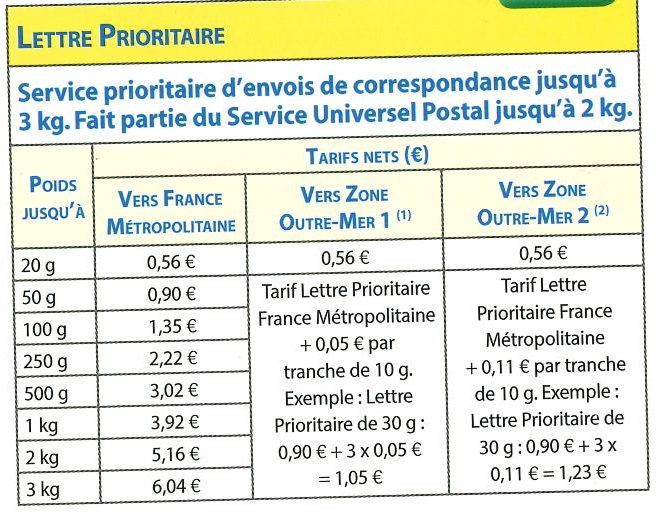 LETTRE PRIORITAIRE
Service prioritaire d'envois de correspondance jusqu'à
3 kg. Fait partie du Service Universel Postal jusqu'à 2 kg.
POIDS
JUSQU'À
TARIFS NETS (€)
VERS FRANCE
MÉTROPOLITAINE
VERS ZONE
OUTRE-MER 1 (1)
VERS ZONE
OUTRE-MER 2 (2)
20 g
0,56 €
0,56 €
0,56 €
50 g
0,90 €
100 g
1,35 €
250 g
2,22 €
500 g
3,02 €
1 kg
3,92 €
2 kg
5,16 €
3 kg
6,04 €
Tarif Lettre Prioritaire
France Métropolitaine
+ 0,05 € par
tranche de 10 g.
Exemple : Lettre
Prioritaire de 30 g :
0,90 € + 3 x 0,05 €
= 1,05 €
Tarif Lettre
Prioritaire France
Métropolitaine
+ 0,11 € par tranche
de 10 g. Exemple :
Lettre Prioritaire de
30 g : 0,90 € + 3 x
0,11 € = 1,23 €